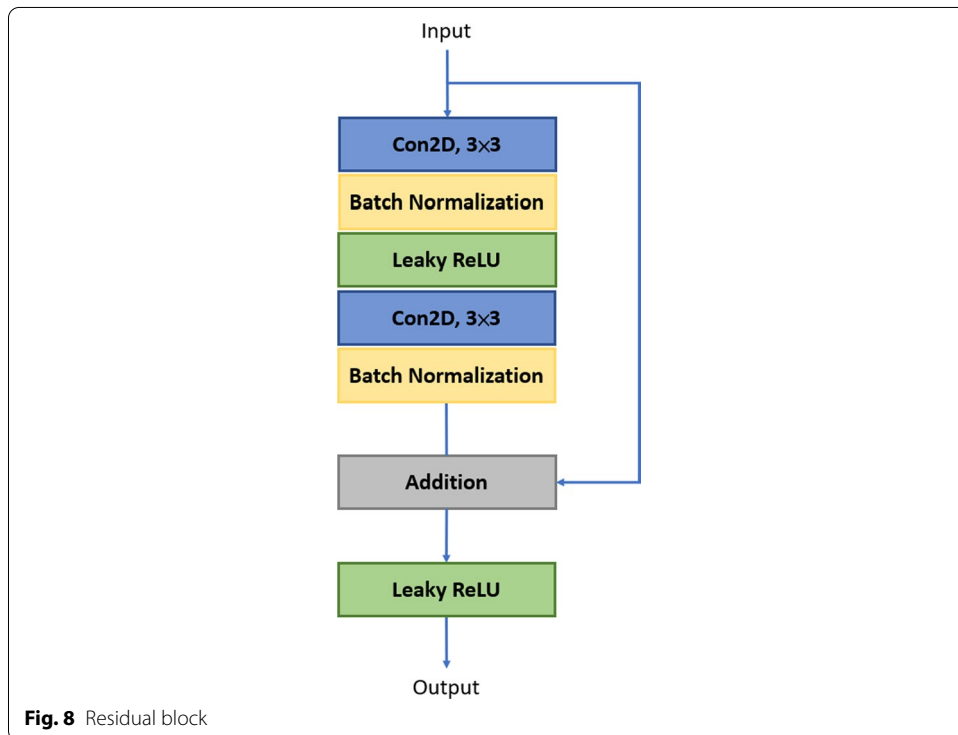 Input
Con2D, 3×3
Batch Normalization
Leaky ReLU
Con2D, 3×3
Batch Normalization
Addition
Leaky ReLU
Output
Fig. 8 Residual block